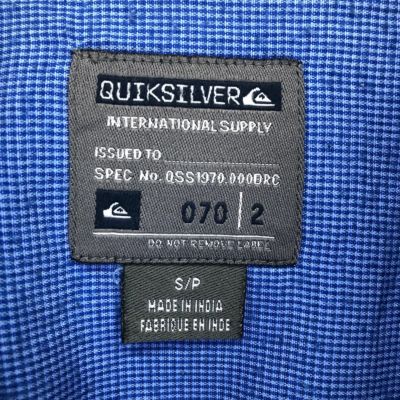 QUIKSILVER
INTERNATIONAL SUPPLY
ISSUED TO
SPEC No. QSS1970.000BRC
070 2
DO NOT REMOVE LABEL
S/P
MADE IN INDIA
FABRIQUE EN INDE